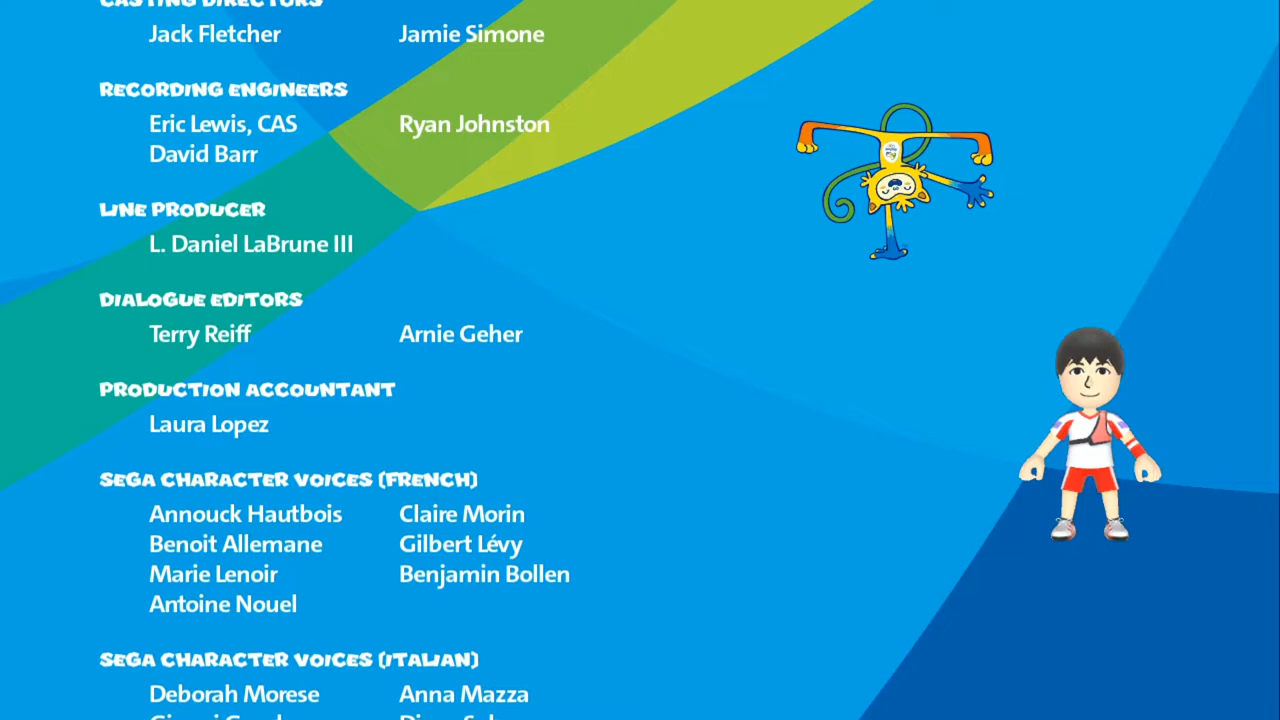 CASTING DIRECTORS
Jack Fletcher Jamie Simone
RECORDING ENGINEERS
Eric Lewis, CAS Ryan Johnston
David Barr
LINE PRODUCER
L. Daniel LaBrune III
DIALOGUE EDITORS
Terry Reiff Arnie Geher
PRODUCTION ACCOUNTANT
Laura Lopez
SEGA CHARACTER VOICES (FRENCH)
Annouck Hautbois Claire Morin
Benoit Allemane Gilbert Lévy
Marie Lenoir Benjamin Bollen
Antoine Nouel
SEGA CHARACTER VOICES (ITALIAN)
Deborah Morese Anna Mazza